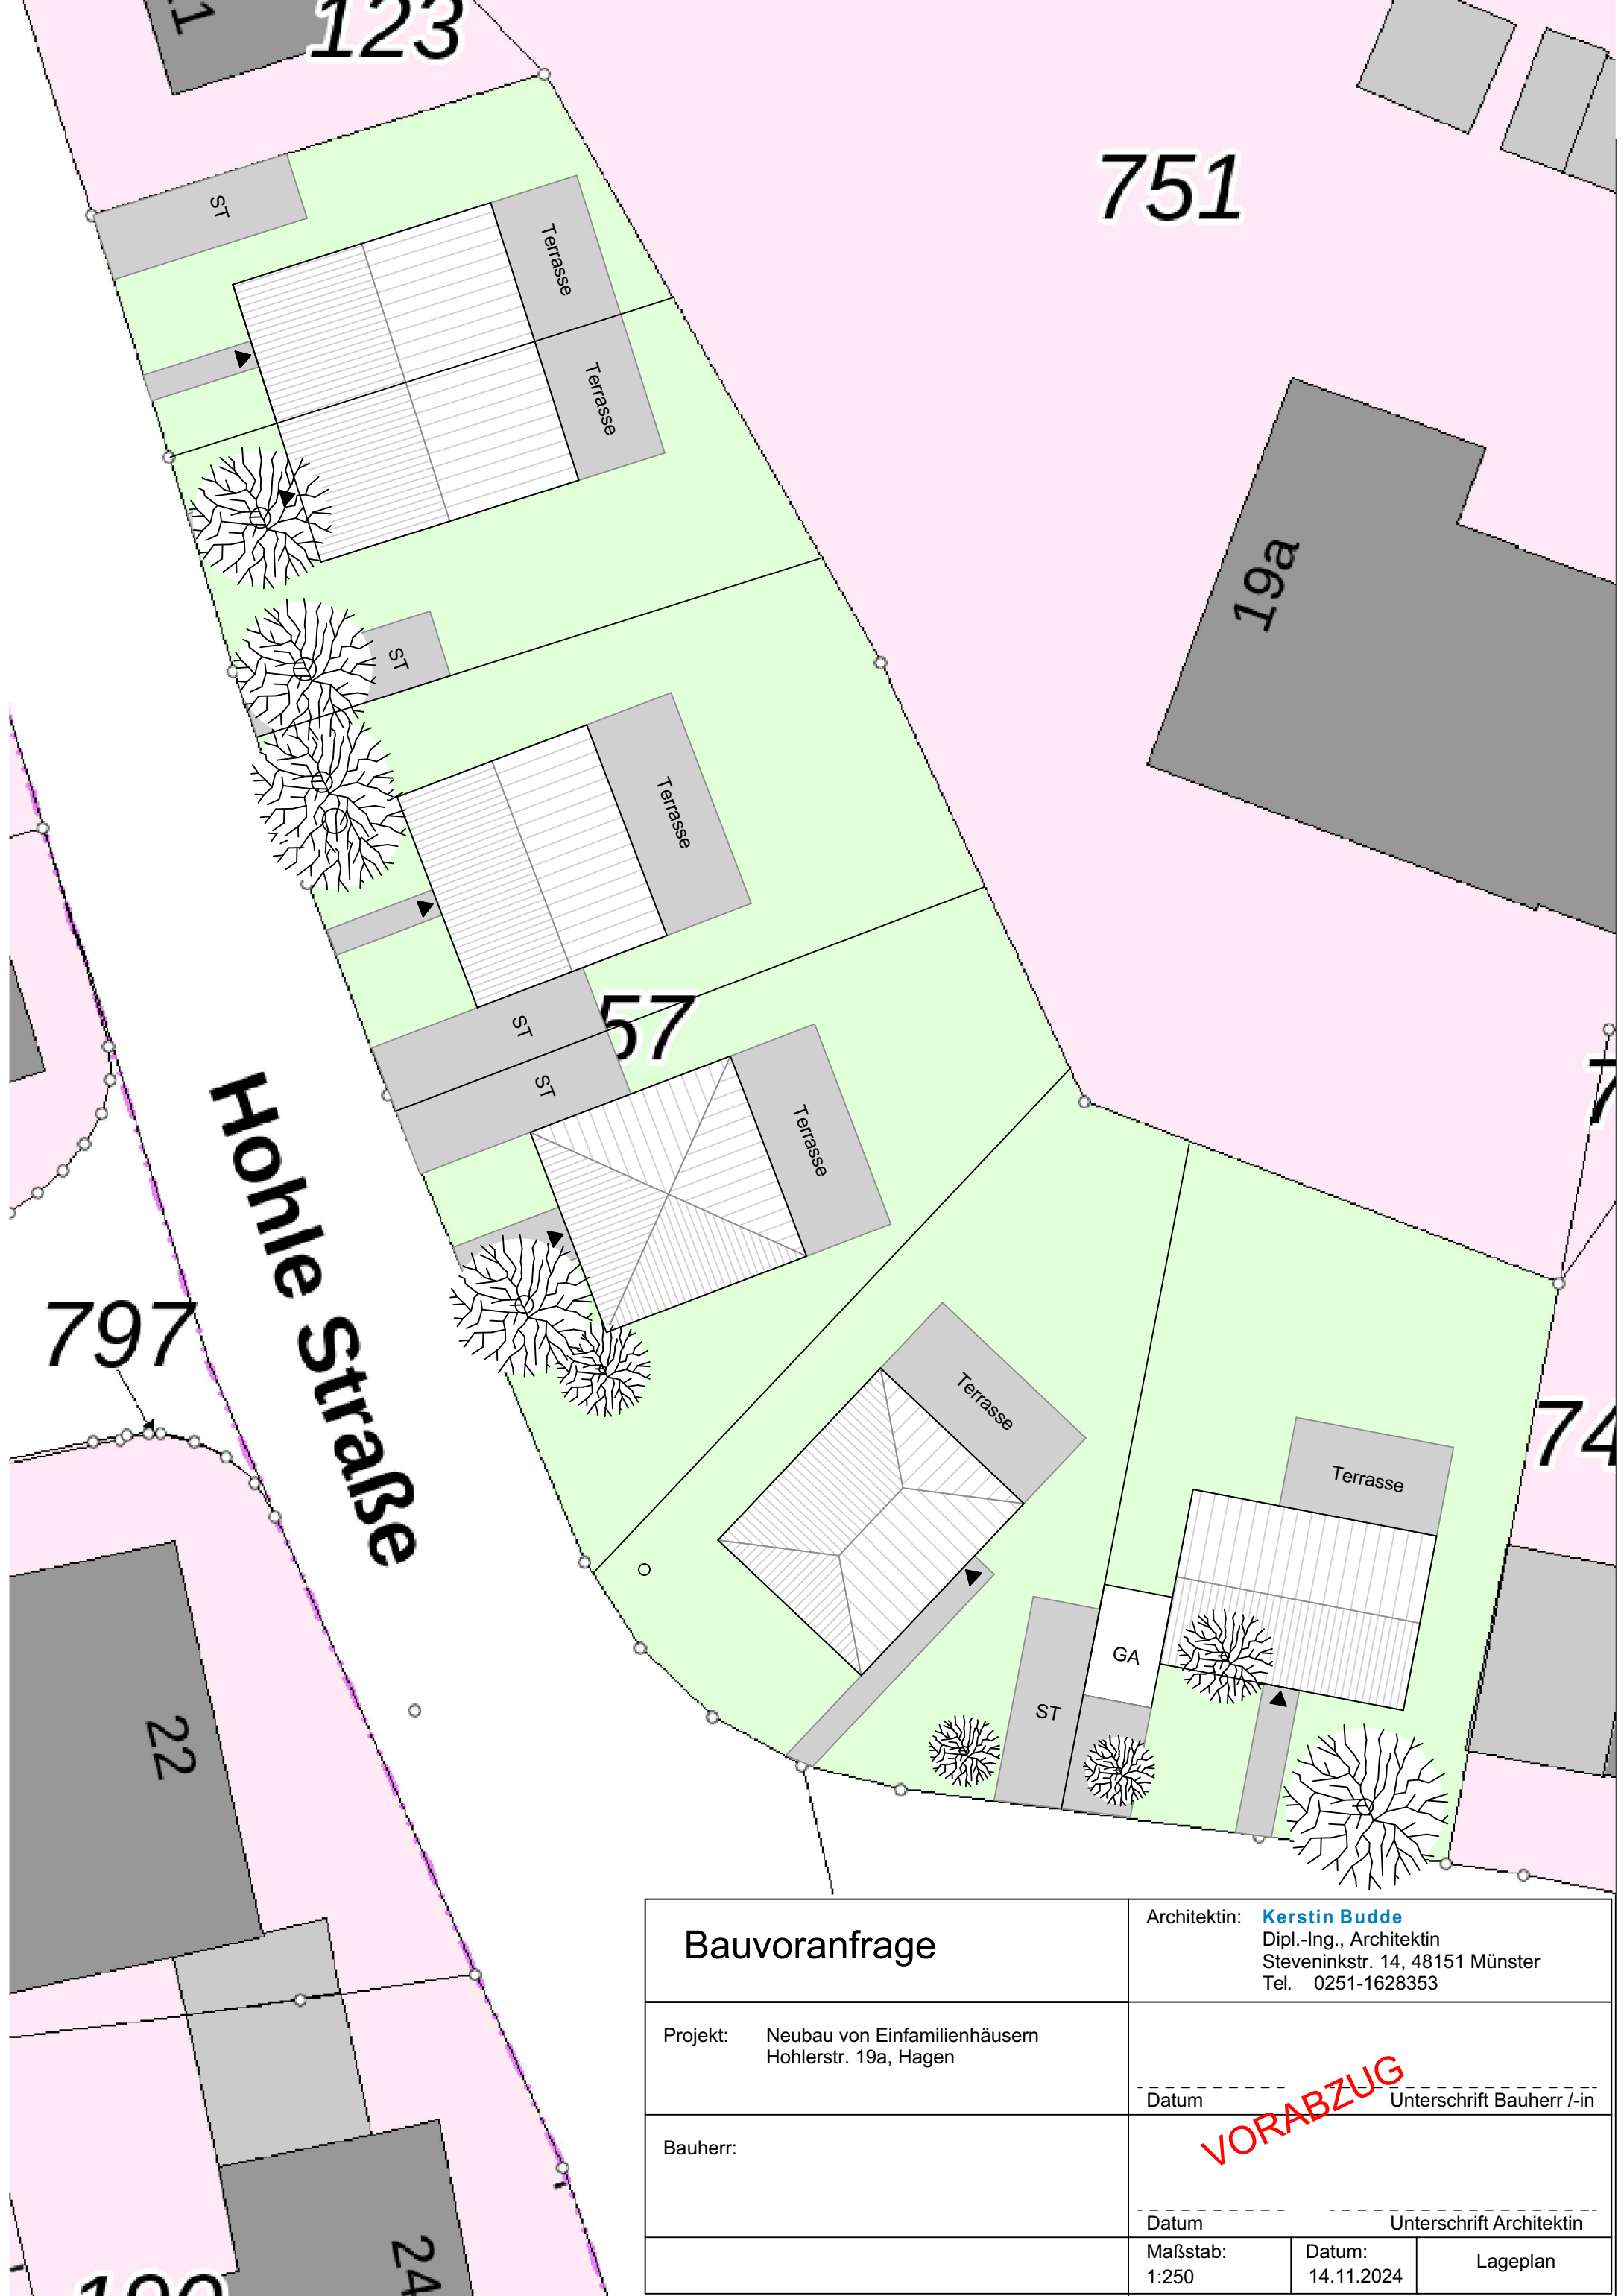 123
751
ST
Terrasse
Terrasse
19a
ST
Terrasse
57
ST
ST
Terrasse
Hohle Straße
797
Terrasse
Terrasse
GA
ST
22
24
Bauvoranfrage
Architektin: Kerstin Budde
Dipl.-Ing., Architektin
Steveninkstr. 14, 48151 Münster
Tel. 0251-1628353
Projekt: Neubau von Einfamilienhäusern
Hohlerstr. 19a, Hagen
Datum Unterschrift Bauherr /-in
VORABZUG
Bauherr:
Datum Unterschrift Architektin
Maßstab:
1:250
Datum:
14.11.2024
Lageplan